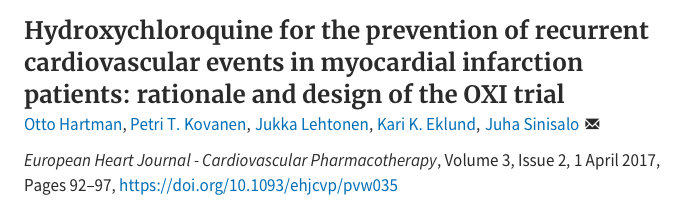 Hydroxychloroquine for the prevention of recurrent
cardiovascular events in myocardial infarction
patients: rationale and design of the OXI trial
Otto Hartman, Petri T. Kovanen, Jukka Lehtonen, Kari K. Eklund, Juha Sinisalo
European Heart Journal - Cardiovascular Pharmacotherapy, Volume 3, Issue 2, 1 April 2017,
Pages 92–97, https://doi.org/10.1093/ehjcvp/pvw035